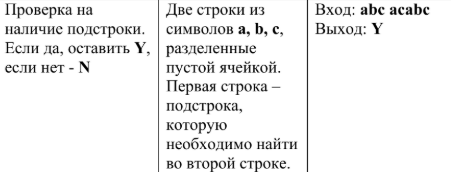 Проверка на
наличие подстроки.
Если да, оставить Y,
если нет - N
Две строки из
символов a, b, c,
разделенные
пустой ячейкой.
Первая строка –
подстрока,
которую
необходимо найти
во второй строке.
Вход: abc acabc
Выход: Y